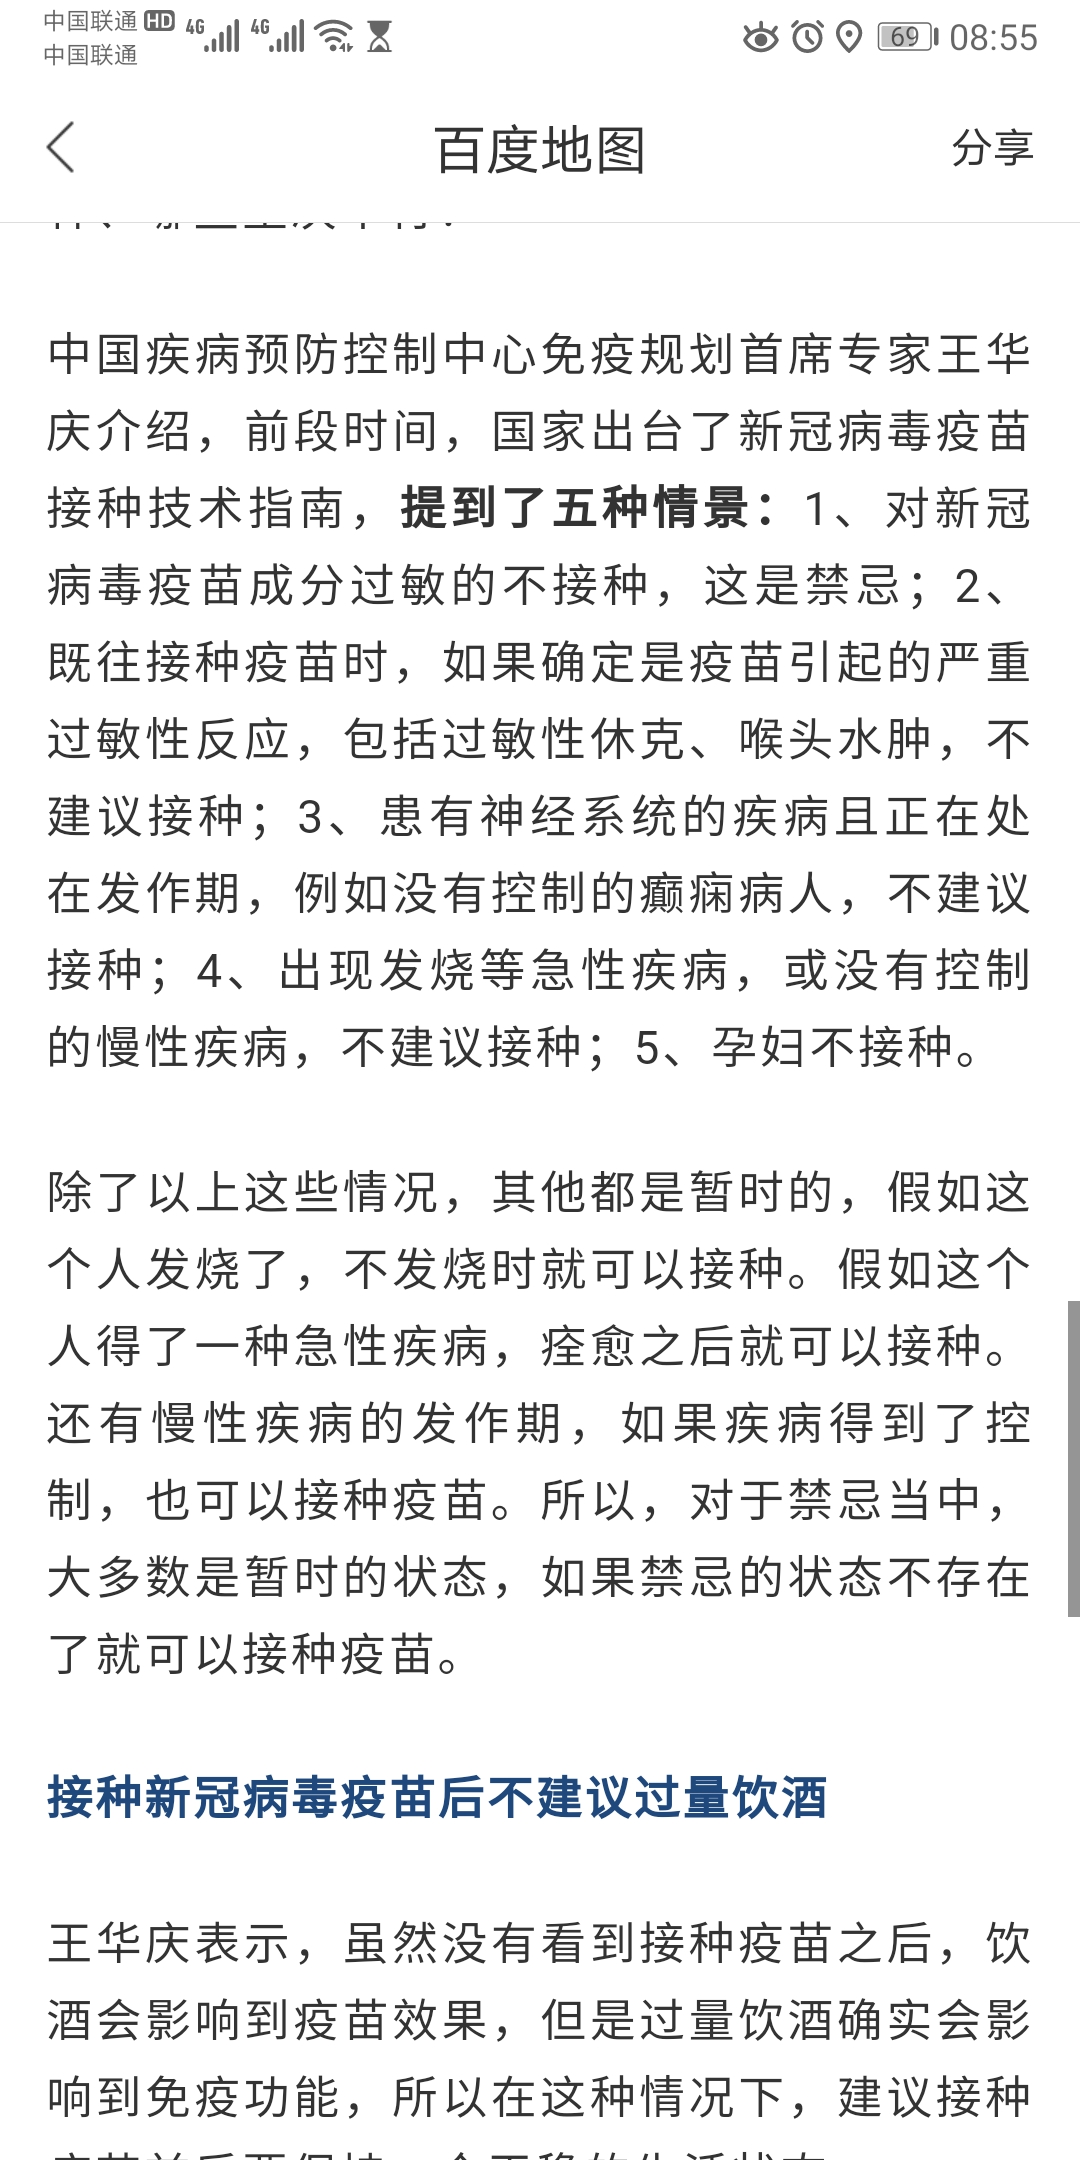 中国联通 HD 4G 4G 69 08:55
中国联通
百度地图 分享
中国疾病预防控制中心免疫规划首席专家王华
庆介绍，前段时间，国家出台了新冠病毒疫苗
接种技术指南，提到了五种情景：1、对新冠
病毒疫苗成分过敏的不接种，这是禁忌；2、
既往接种疫苗时，如果确定是疫苗引起的严重
过敏性反应，包括过敏性休克、喉头水肿，不
建议接种；3、患有神经系统的疾病且正在处
在发作期，例如没有控制的癫痫病人，不建议
接种；4、出现发烧等急性疾病，或没有控制
的慢性疾病，不建议接种；5、孕妇不接种。
除了以上这些情况，其他都是暂时的，假如这
个人发烧了，不发烧时就可以接种。假如这个
人得了一种急性疾病，痊愈之后就可以接种。
还有慢性疾病的发作期，如果疾病得到了控
制，也可以接种疫苗。所以，对于禁忌当中，
大多数是暂时的状态，如果禁忌的状态不存在
了就可以接种疫苗。
接种新冠病毒疫苗后不建议过量饮酒
王华庆表示，虽然没有看到接种疫苗之后，饮
酒会影响到疫苗效果，但是过量饮酒确实会影
响到免疫功能，所以在这种情况下，建议接种